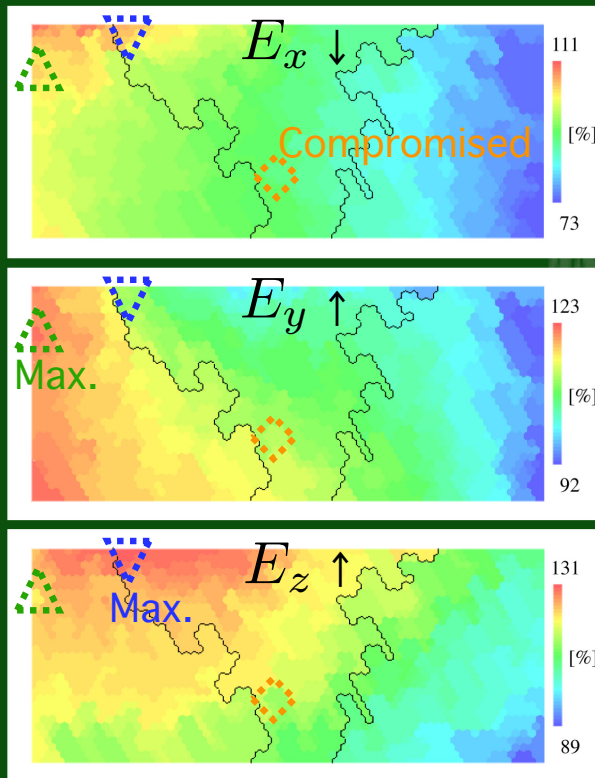 E_x ↓
111
Compromised
[%]
73
E_y ↑
123
Max.
[%]
92
E_z ↑
131
Max.
[%]
89